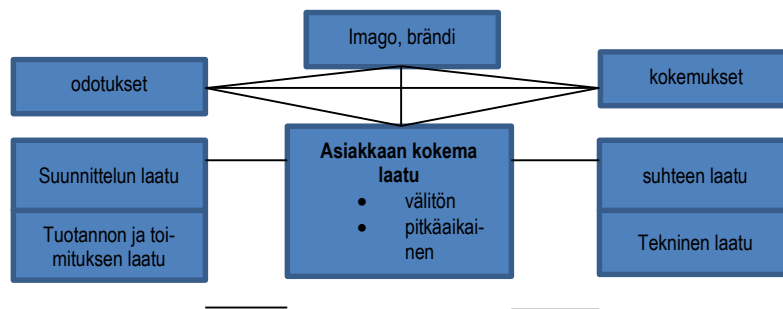 Imago, brändi
odotukset
kokemukset
Asiakkaan kokema
laatu
• välitön
• pitkäaikai-
nen
Suunnittelun laatu
Tuotannon ja toi-
mituksen laatu
suhteen laatu
Tekninen laatu